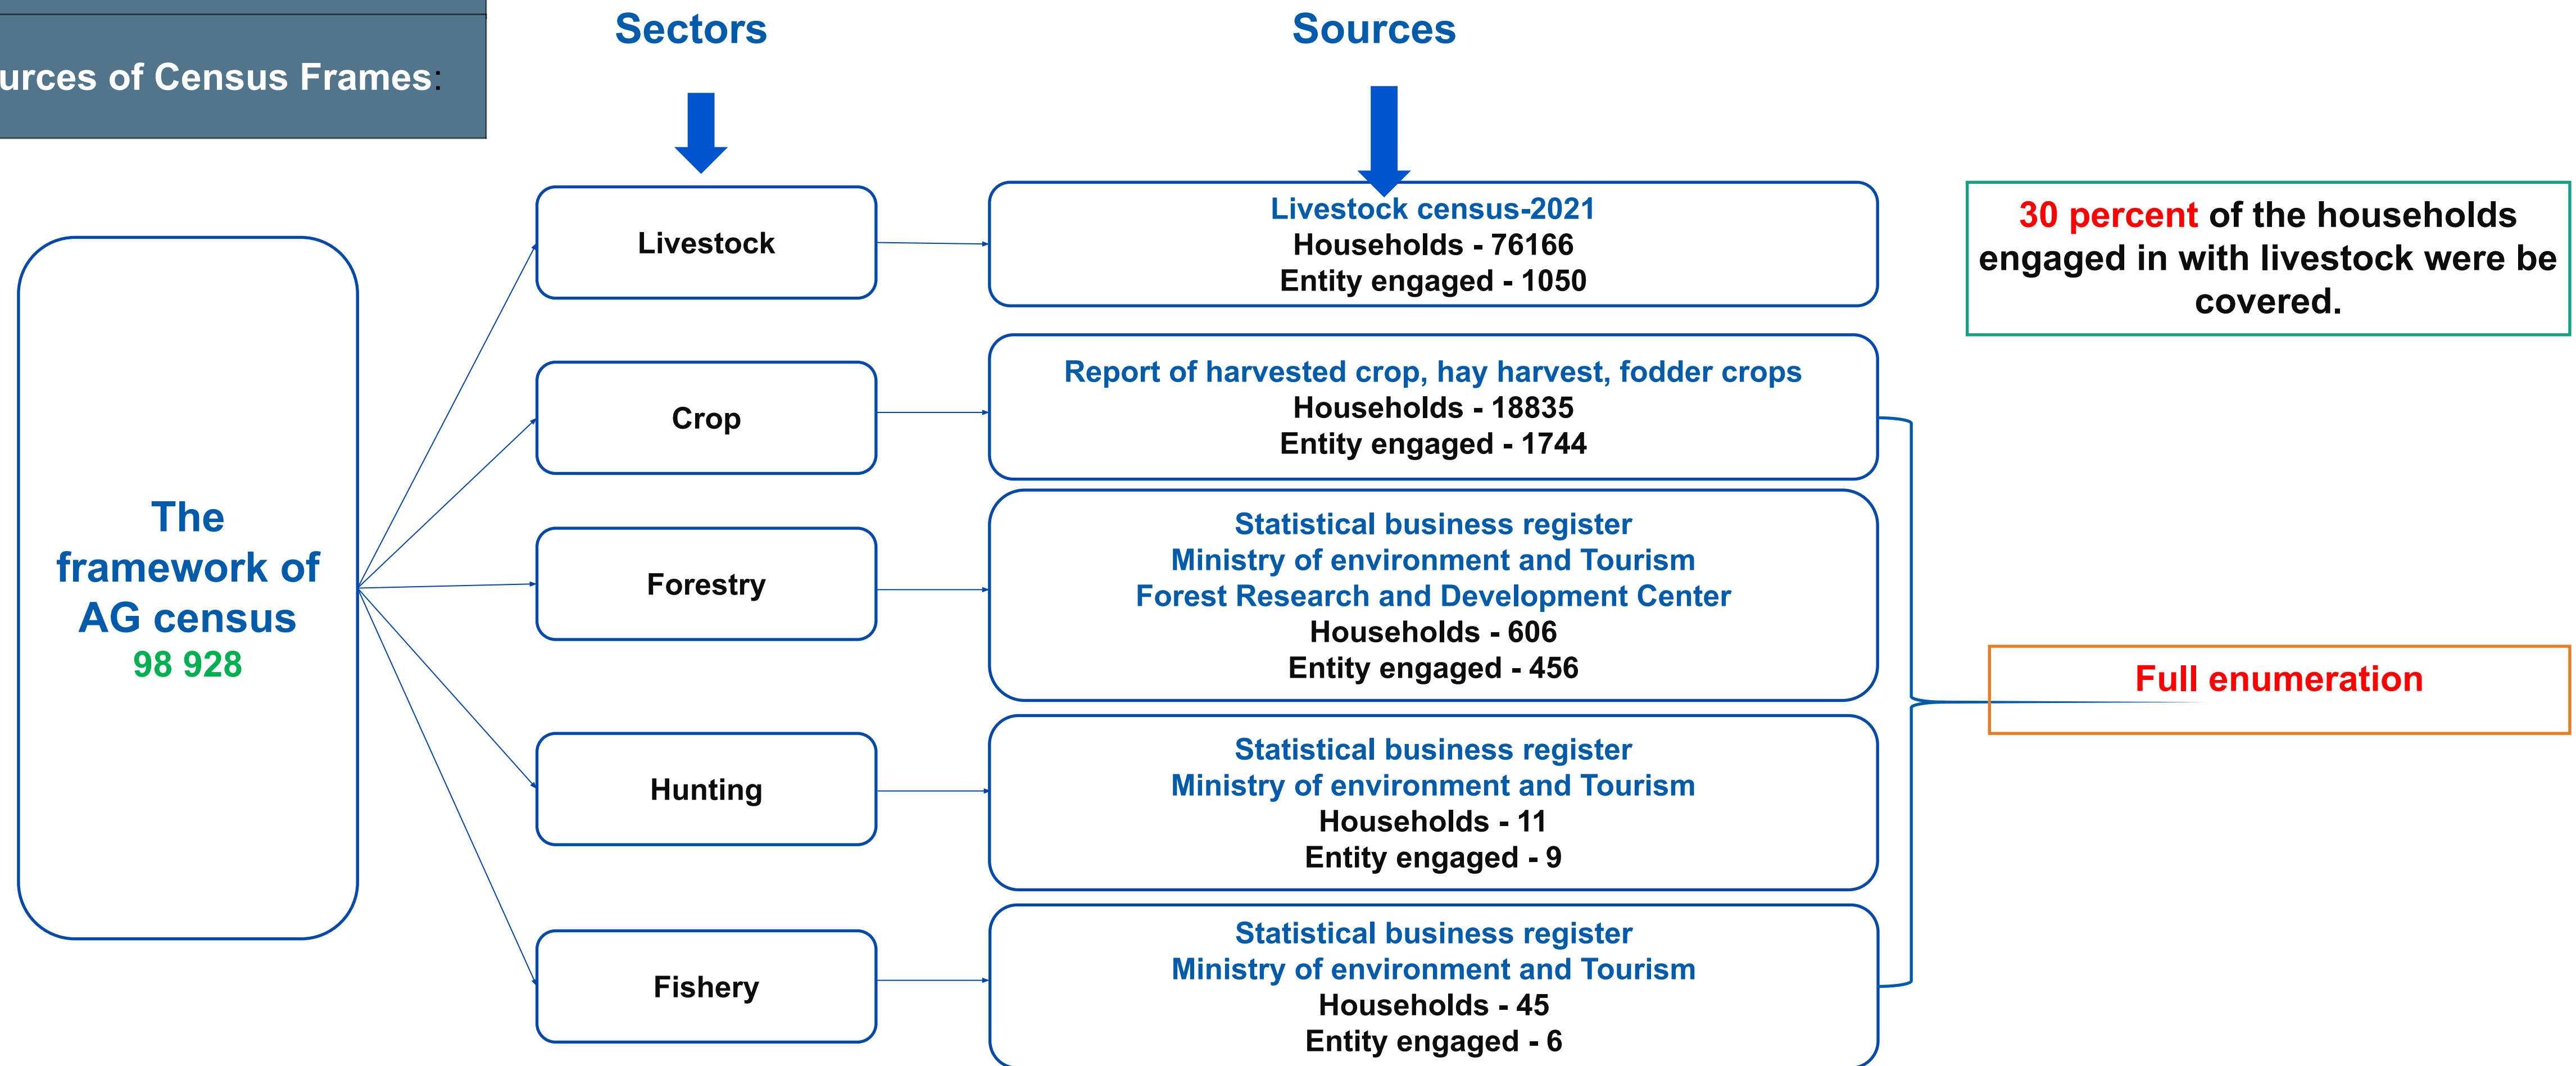 urces of Census Frames:
Sectors
Sources
The
framework of
AG census
98 928
Livestock
Livestock census-2021
Households - 76166
Entity engaged - 1050
30 percent of the households
engaged in with livestock were be
covered.
Crop
Report of harvested crop, hay harvest, fodder crops
Households - 18835
Entity engaged - 1744
Forestry
Statistical business register
Ministry of environment and Tourism
Forest Research and Development Center
Households - 606
Entity engaged - 456
Hunting
Statistical business register
Ministry of environment and Tourism
Households - 11
Entity engaged - 9
Fishery
Statistical business register
Ministry of environment and Tourism
Households - 45
Entity engaged - 6
Full enumeration